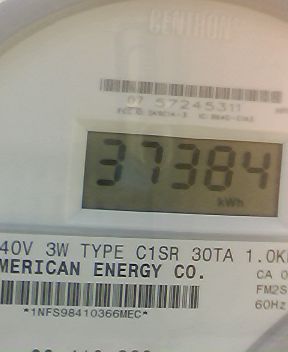 CENTRON
07 57245311
37384
kWh
40V 3W TYPE C1SR 30TA 1.0K
MERICAN ENERGY CO.
CA 0
FM2S
60Hz
*1NFS98410366MEC*